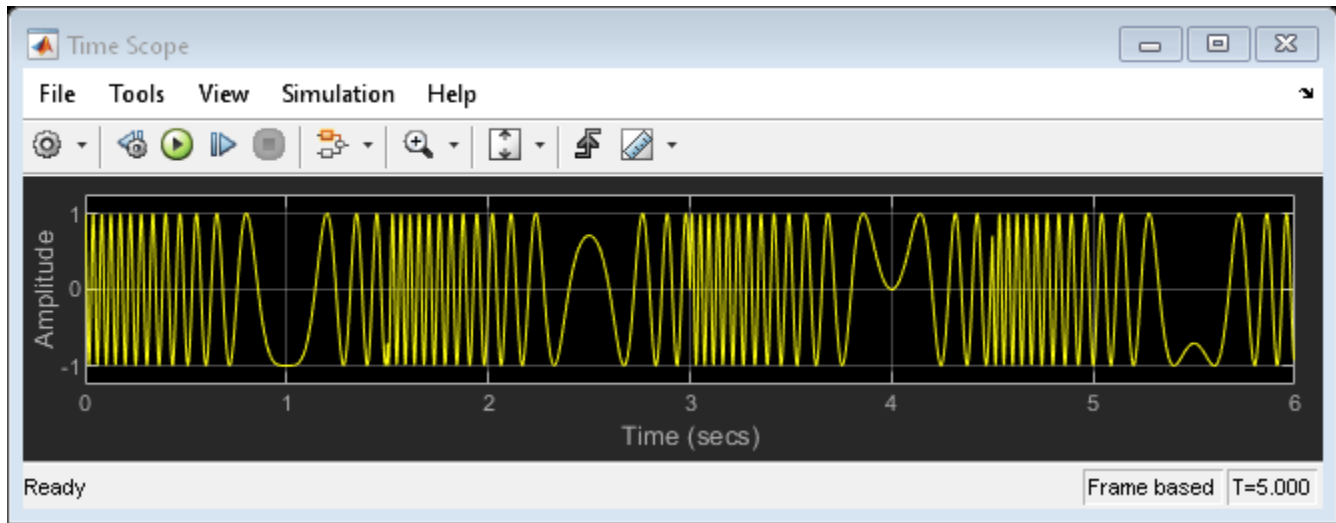 Time Scope
File Tools View Simulation Help
Amplitude
1
0
-1
0 1 2 3 4 5 6
Time (secs)
Ready Frame based T=5.000